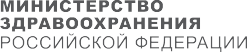 МИНИСТЕРСТВО
ЗДРАВООХРАНЕНИЯ
РОССИЙСКОЙ ФЕДЕРАЦИИ